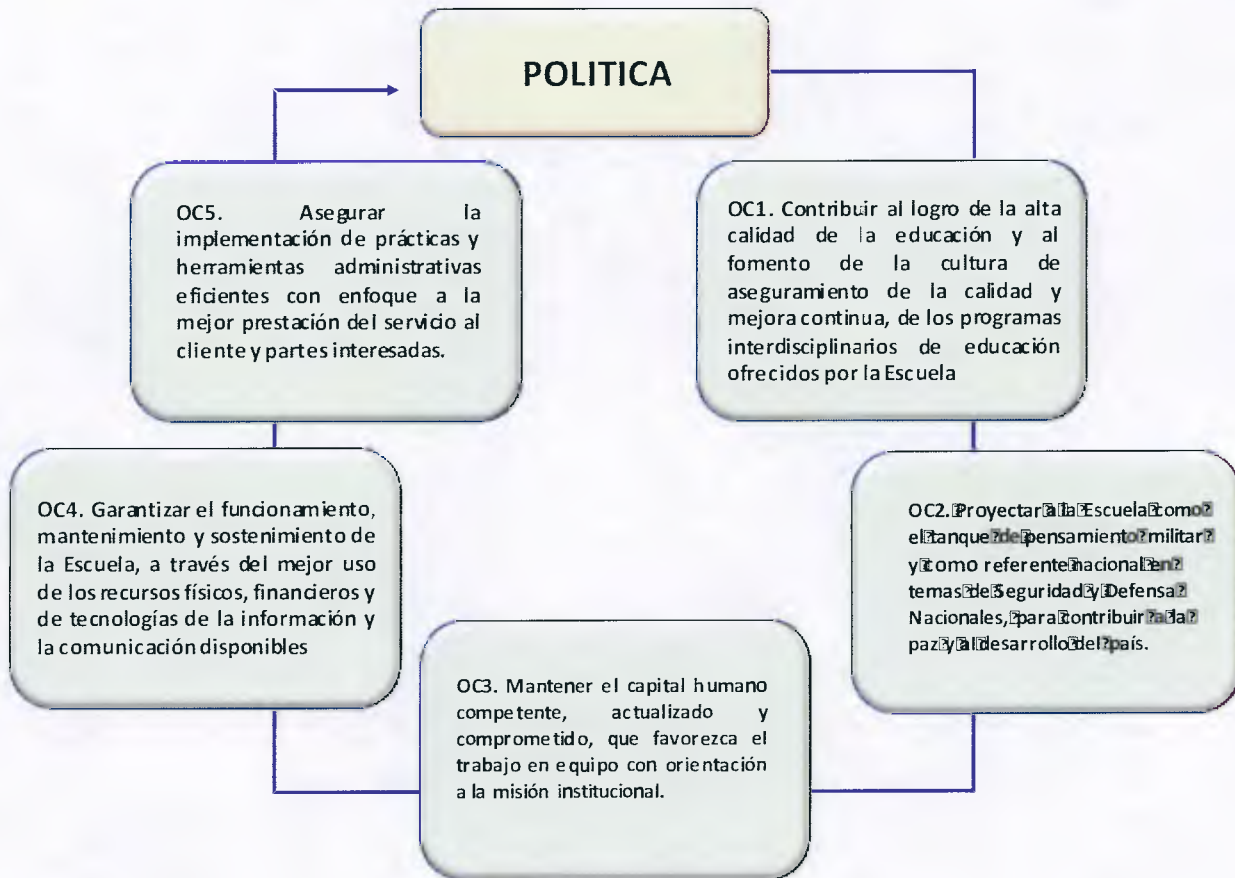 POLITICA
OC1. Contribuir al logro de la alta
calidad de la educación y al
fomento de la cultura de
aseguramiento de la calidad y
mejora continua, de los programas
interdisciplinarios de educación
ofrecidos por la Escuela
OC2. Proyectar a la Escuela como
el tanque de pensamiento militar
y como referente nacional en
temas de Seguridad y Defensa
Nacionales, para contribuir a la
paz y al desarrollo del país.
OC3. Mantener el capital humano
competente, actualizado y
comprometido, que favorezca el
trabajo en equipo con orientación
a la misión institucional.
OC4. Garantizar el funcionamiento,
mantenimiento y sostenimiento de
la Escuela, a través del mejor uso
de los recursos físicos, financieros y
de tecnologías de la información y
la comunicación disponibles
OC5. Asegurar la
implementación de prácticas y
herramientas administrativas
eficientes con enfoque a la
mejor prestación del servicio al
cliente y partes interesadas.